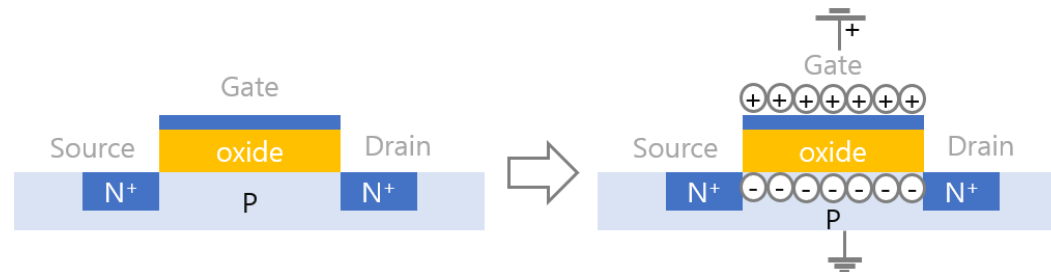 Gate
Source
oxide
Drain
N+
P
N+
+
Gate
+ + + + + + +
Source
oxide
Drain
N+
- - - - - - -
N+
P